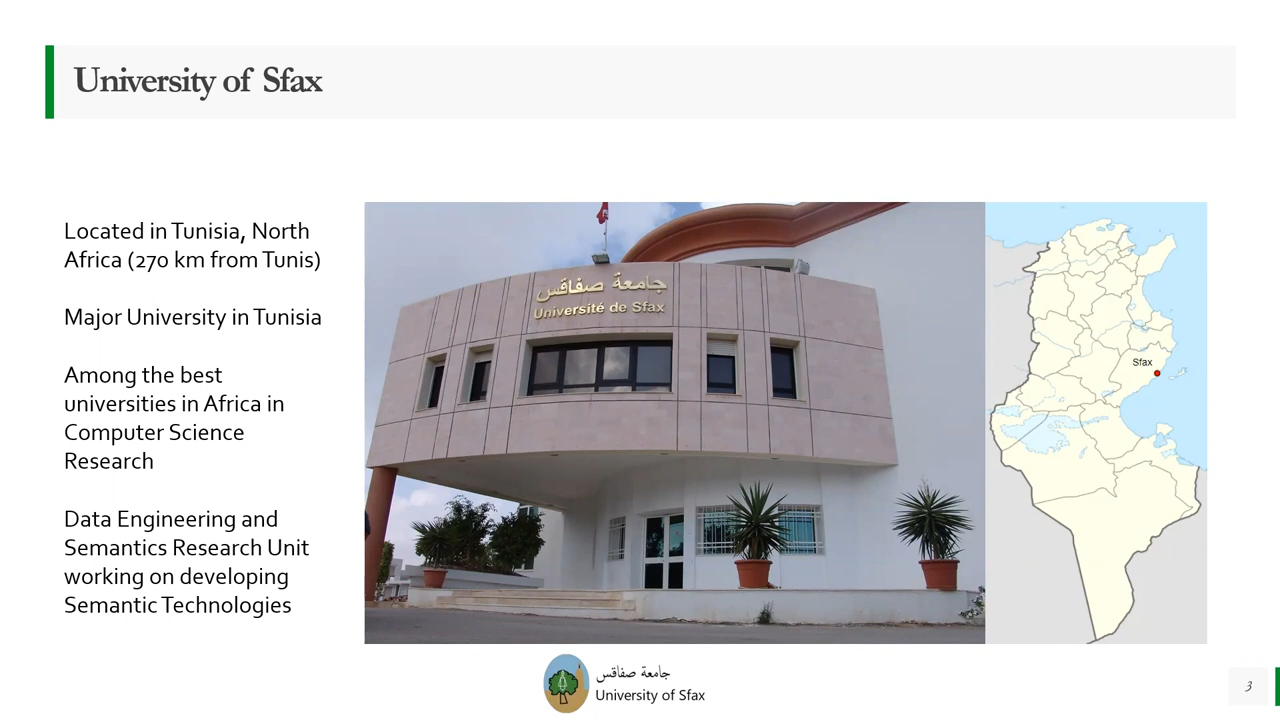 University of Sfax
Located in Tunisia, North
Africa (270 km from Tunis)
Major University in Tunisia
Among the best
universities in Africa in
Computer Science
Research
Data Engineering and
Semantics Research Unit
working on developing
Semantic Technologies
جامعة صفاقس
Université de Sfax
Sfax
جامعة صفاقس
University of Sfax
3